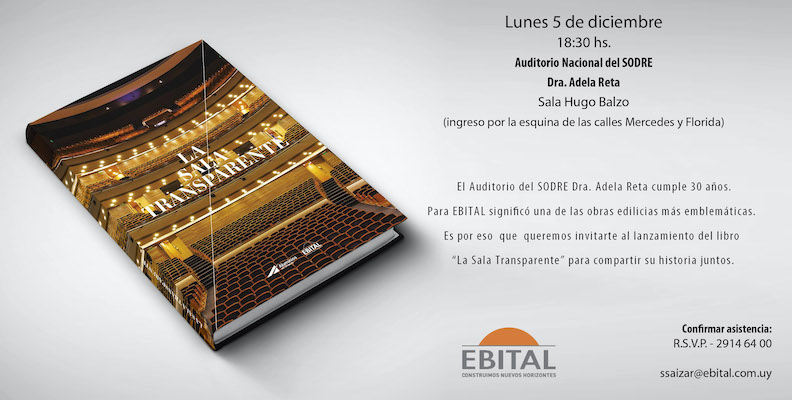 Lunes 5 de diciembre
18:30 hs.
Auditorio Nacional del SODRE
Dra. Adela Reta
Sala Hugo Balzo
(ingreso por la esquina de las calles Mercedes y Florida)
El Auditorio del SODRE Dra. Adela Reta cumple 30 años.
Para EBITAL significó una de las obras edilicias más emblemáticas.
Es por eso que queremos invitarte al lanzamiento del libro
“La Sala Transparente” para compartir su historia juntos.
LA
SALA
TRANSPARENTE
EBITAL
EBITAL
CONSTRUIMOS NUEVOS HORIZONTES
Confirmar asistencia:
R.S.V.P. - 2914 64 00
ssaizar@ebital.com.uy